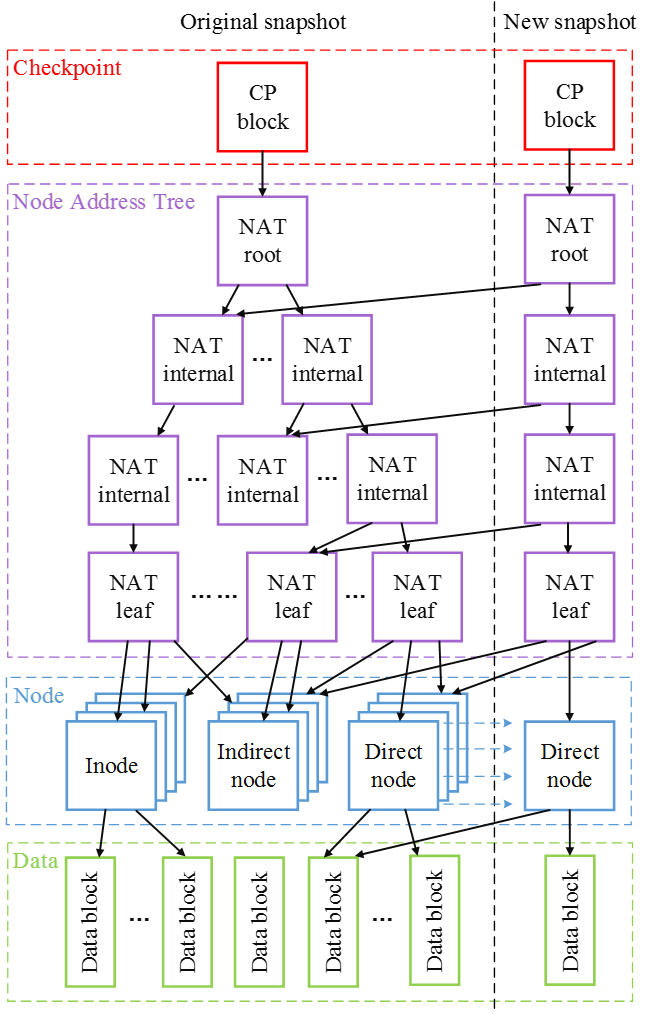 Original snapshot
New snapshot
Checkpoint
CP
block
CP
block
Node Address Tree
NAT
root
NAT
root
NAT
internal
...
NAT
internal
NAT
internal
NAT
internal
...
NAT
internal
...
NAT
internal
NAT
internal
NAT
leaf
... ...
NAT
leaf
...
NAT
leaf
NAT
leaf
Node
Inode
Indirect
node
Direct
node
Direct
node
Data
Data block
...
Data block
Data block
Data block
...
Data block
Data block